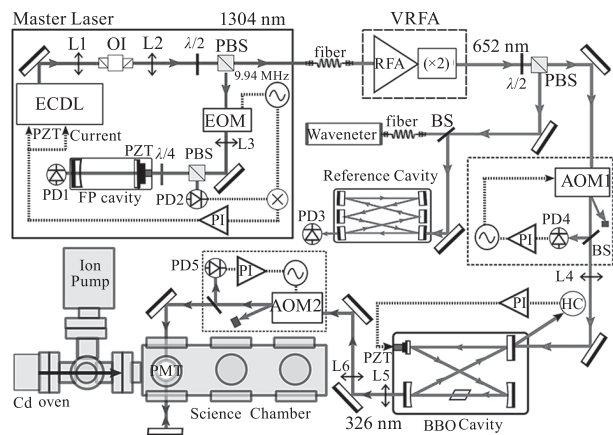 Master Laser
1304 nm
VRFA
L1
OI
L2
λ/2
PBS
fiber
RFA
(×2)
652 nm
λ/2
PBS
9.94 MHz
ECDL
EOM
L3
PZT
Current
PZT
λ/4
PBS
PD1
FP cavity
PD2
PI
Waveneter
fiber
BS
Reference Cavity
PD3
AOM1
PI
PD4
BS
L4
Ion
Pump
PD5
PI
AOM2
PI
HC
PZT
L6
L5
PMT
Cd oven
Science Chamber
326 nm
BBO Cavity